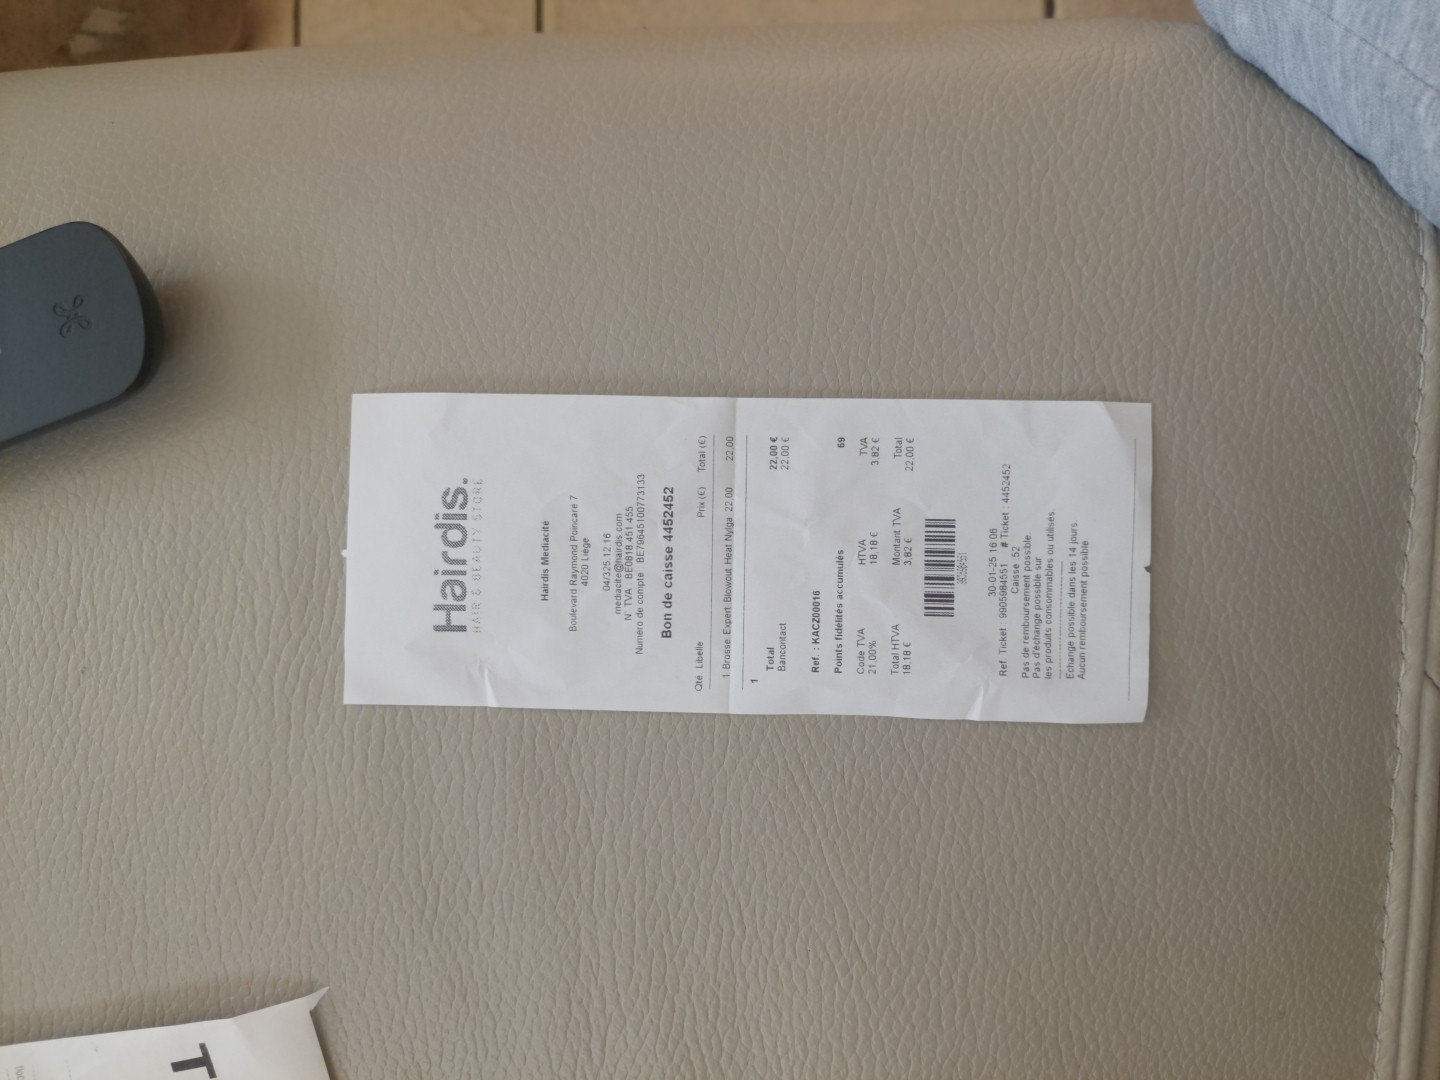 Hairdis.
HAIR & BEAUTY STORE
Hairdis Mediacité
Boulevard Raymond Poincaré 7
4020 Liège
04/325.12.16
mediacite@hairdis.com
N° TVA : BE0818.451.455
Numéro de compte : BE79645100773133
Bon de caisse 4452452
Qté Libellé Prix (€) Total (€)
1 Brosse Expert Blowout Heat Nylga 22,00 22,00
1
Total 22,00 €
Bancontact 22,00 €
Ref. : KACZ00016
Points fidélités accumulés 69
Code TVA HTVA TVA
21,00% 18,18 € 3,82 €
Total HTVA Montant TVA Total
18,18 € 3,82 € 22,00 €
9905984551
30-01-25 16:06
Ref. Ticket : 9905984551 # Ticket : 4452452
Caisse :52
Pas de remboursement possible
Pas d'échange possible sur
les produits consommables ou utilisés
Echange possible dans les 14 jours.
Aucun remboursement possible
T